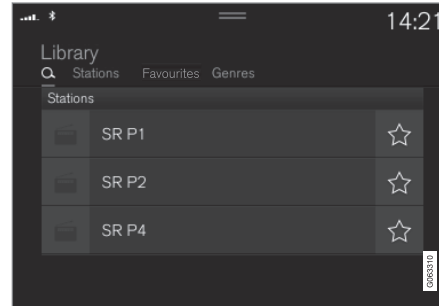 14:21
Library
Stations Favourites Genres
Stations
SR P1
SR P2
SR P4
G063310